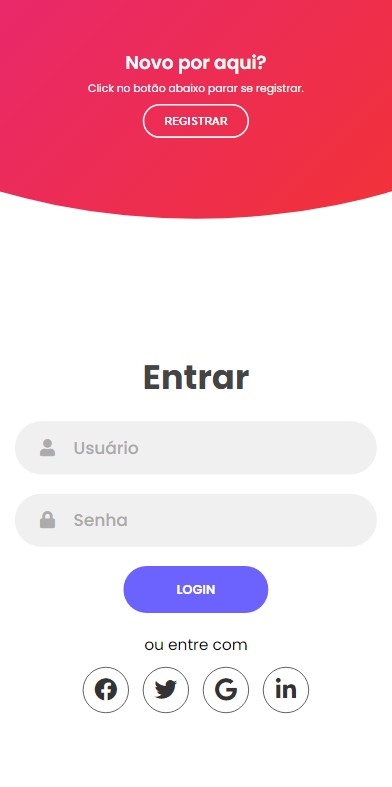 Novo por aqui?
Click no botão abaixo parar se registrar.
REGISTRAR
Entrar
Usuário
Senha
LOGIN
ou entre com